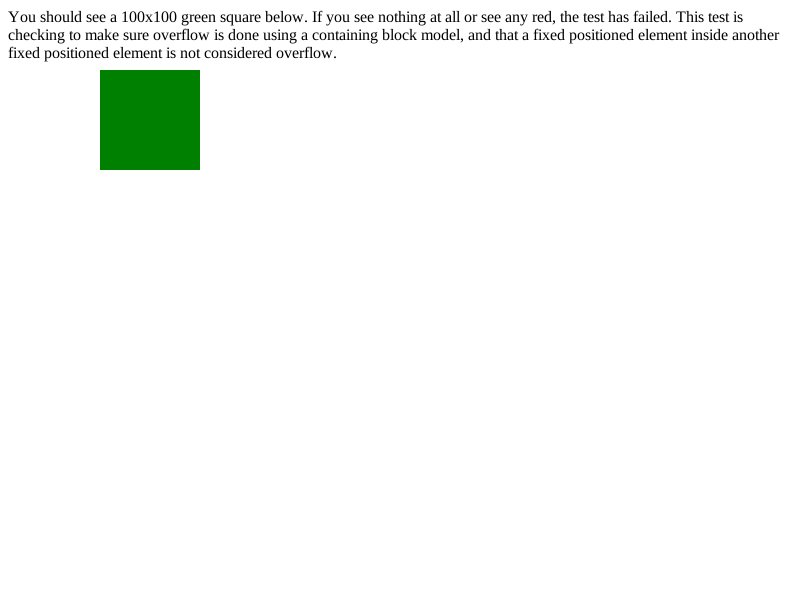 You should see a 100x100 green square below. If you see nothing at all or see any red, the test has failed. This test is
checking to make sure overflow is done using a containing block model, and that a fixed positioned element inside another
fixed positioned element is not considered overflow.